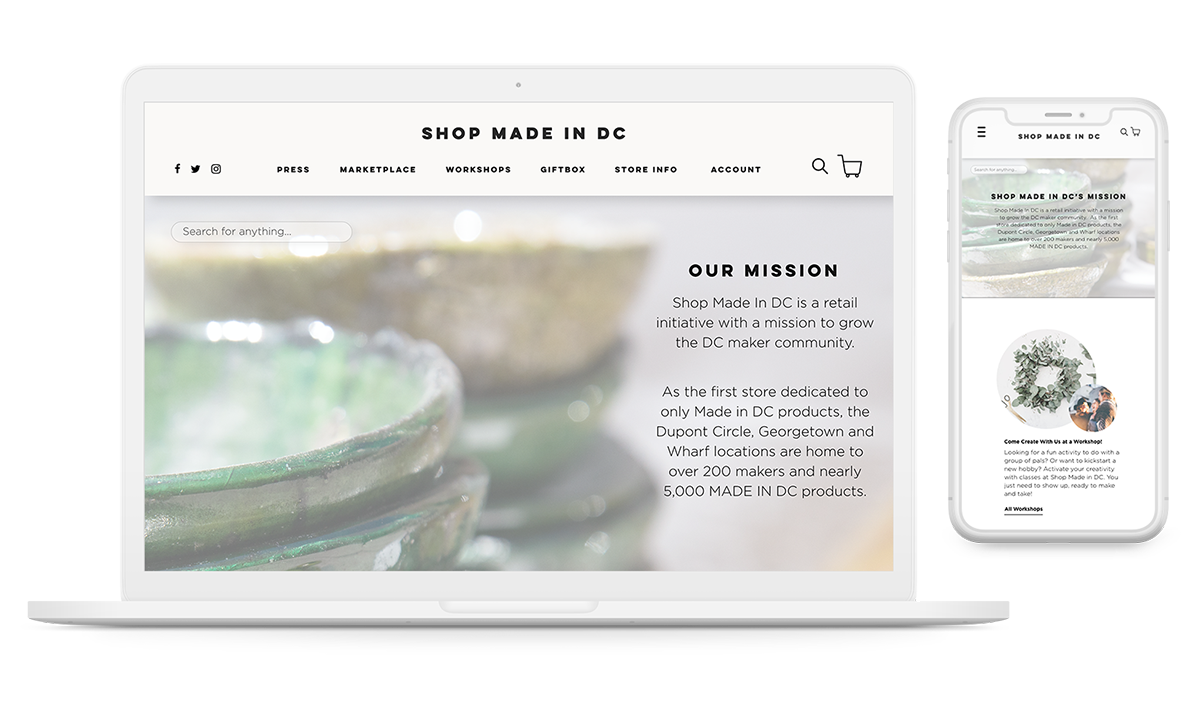 SHOP MADE IN DC
PRESS
MARKETPLACE
WORKSHOPS
GIFTBOX
STORE INFO
ACCOUNT
Search for anything...
OUR MISSION
Shop Made In DC is a retail
initiative with a mission to grow
the DC maker community.
As the first store dedicated to
only Made in DC products, the
Dupont Circle, Georgetown and
Wharf locations are home to
over 200 makers and nearly
5,000 MADE IN DC products.
SHOP MADE IN DC
Search for anything...
SHOP MADE IN DC'S MISSION
Shop Made In DC is a retail initiative with a mission
to grow the DC maker community. As the first
store dedicated to only Made in DC products, the
Dupont Circle, Georgetown and Wharf locations
are home to over 200 makers and nearly 5,000
MADE IN DC products.
Come Create With Us at a Workshop!
Looking for a fun activity to do with a
group of pals? Or want to kickstart a
new hobby? Activate your creativity
with classes at Shop Made in DC. You
just need to show up, ready to make
and take!
All Workshops